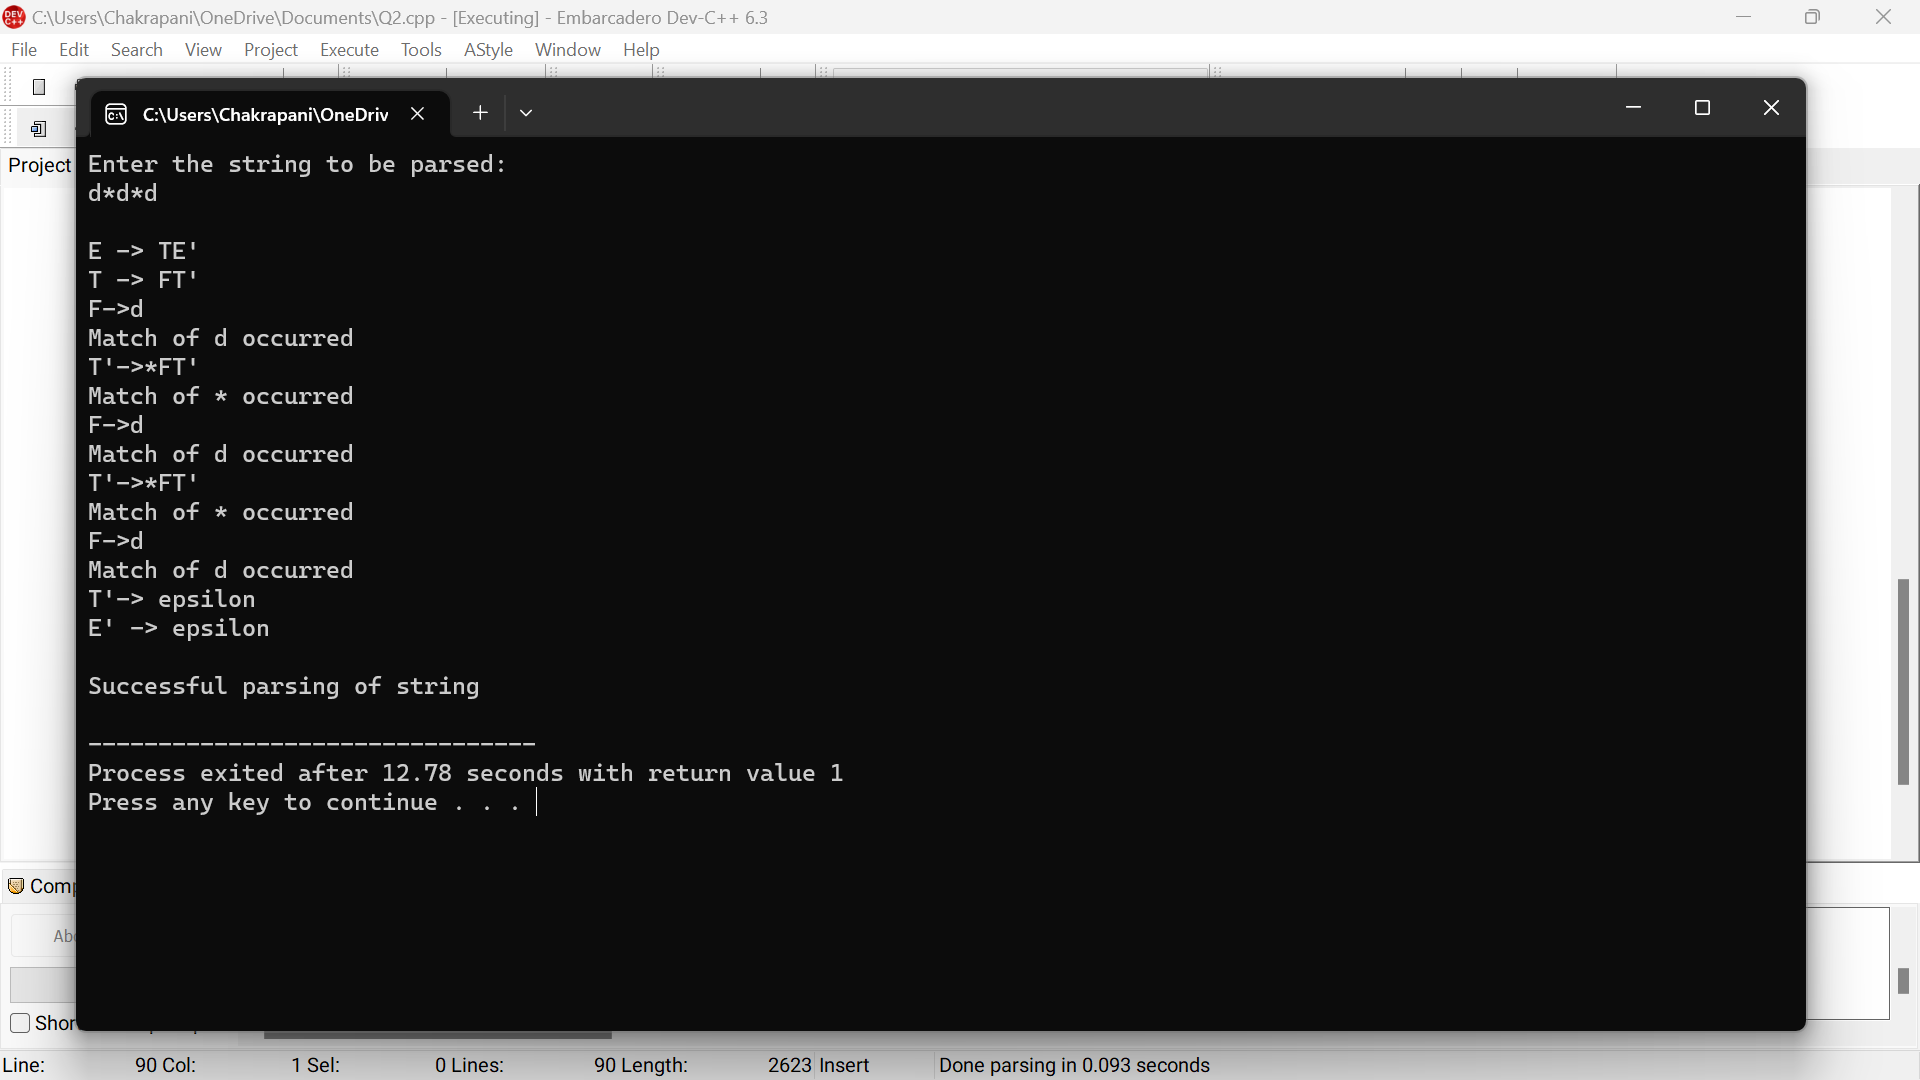 C:\Users\Chakrapani\OneDrive\Documents\Q2.cpp - [Executing] - Embarcadero Dev-C++ 6.3
File Edit Search View Project Execute Tools AStyle Window Help
C:\Users\Chakrapani\OneDriv
Project
Enter the string to be parsed:
d*d*d
E -> TE'
T -> FT'
F->d
Match of d occurred
T'->*FT'
Match of * occurred
F->d
Match of d occurred
T'->*FT'
Match of * occurred
F->d
Match of d occurred
T'-> epsilon
E' -> epsilon
Successful parsing of string
--------------------------------
Process exited after 12.78 seconds with return value 1
Press any key to continue . . .
Line: 90 Col: 1 Sel: 0 Lines: 90 Length: 2623 Insert Done parsing in 0.093 seconds